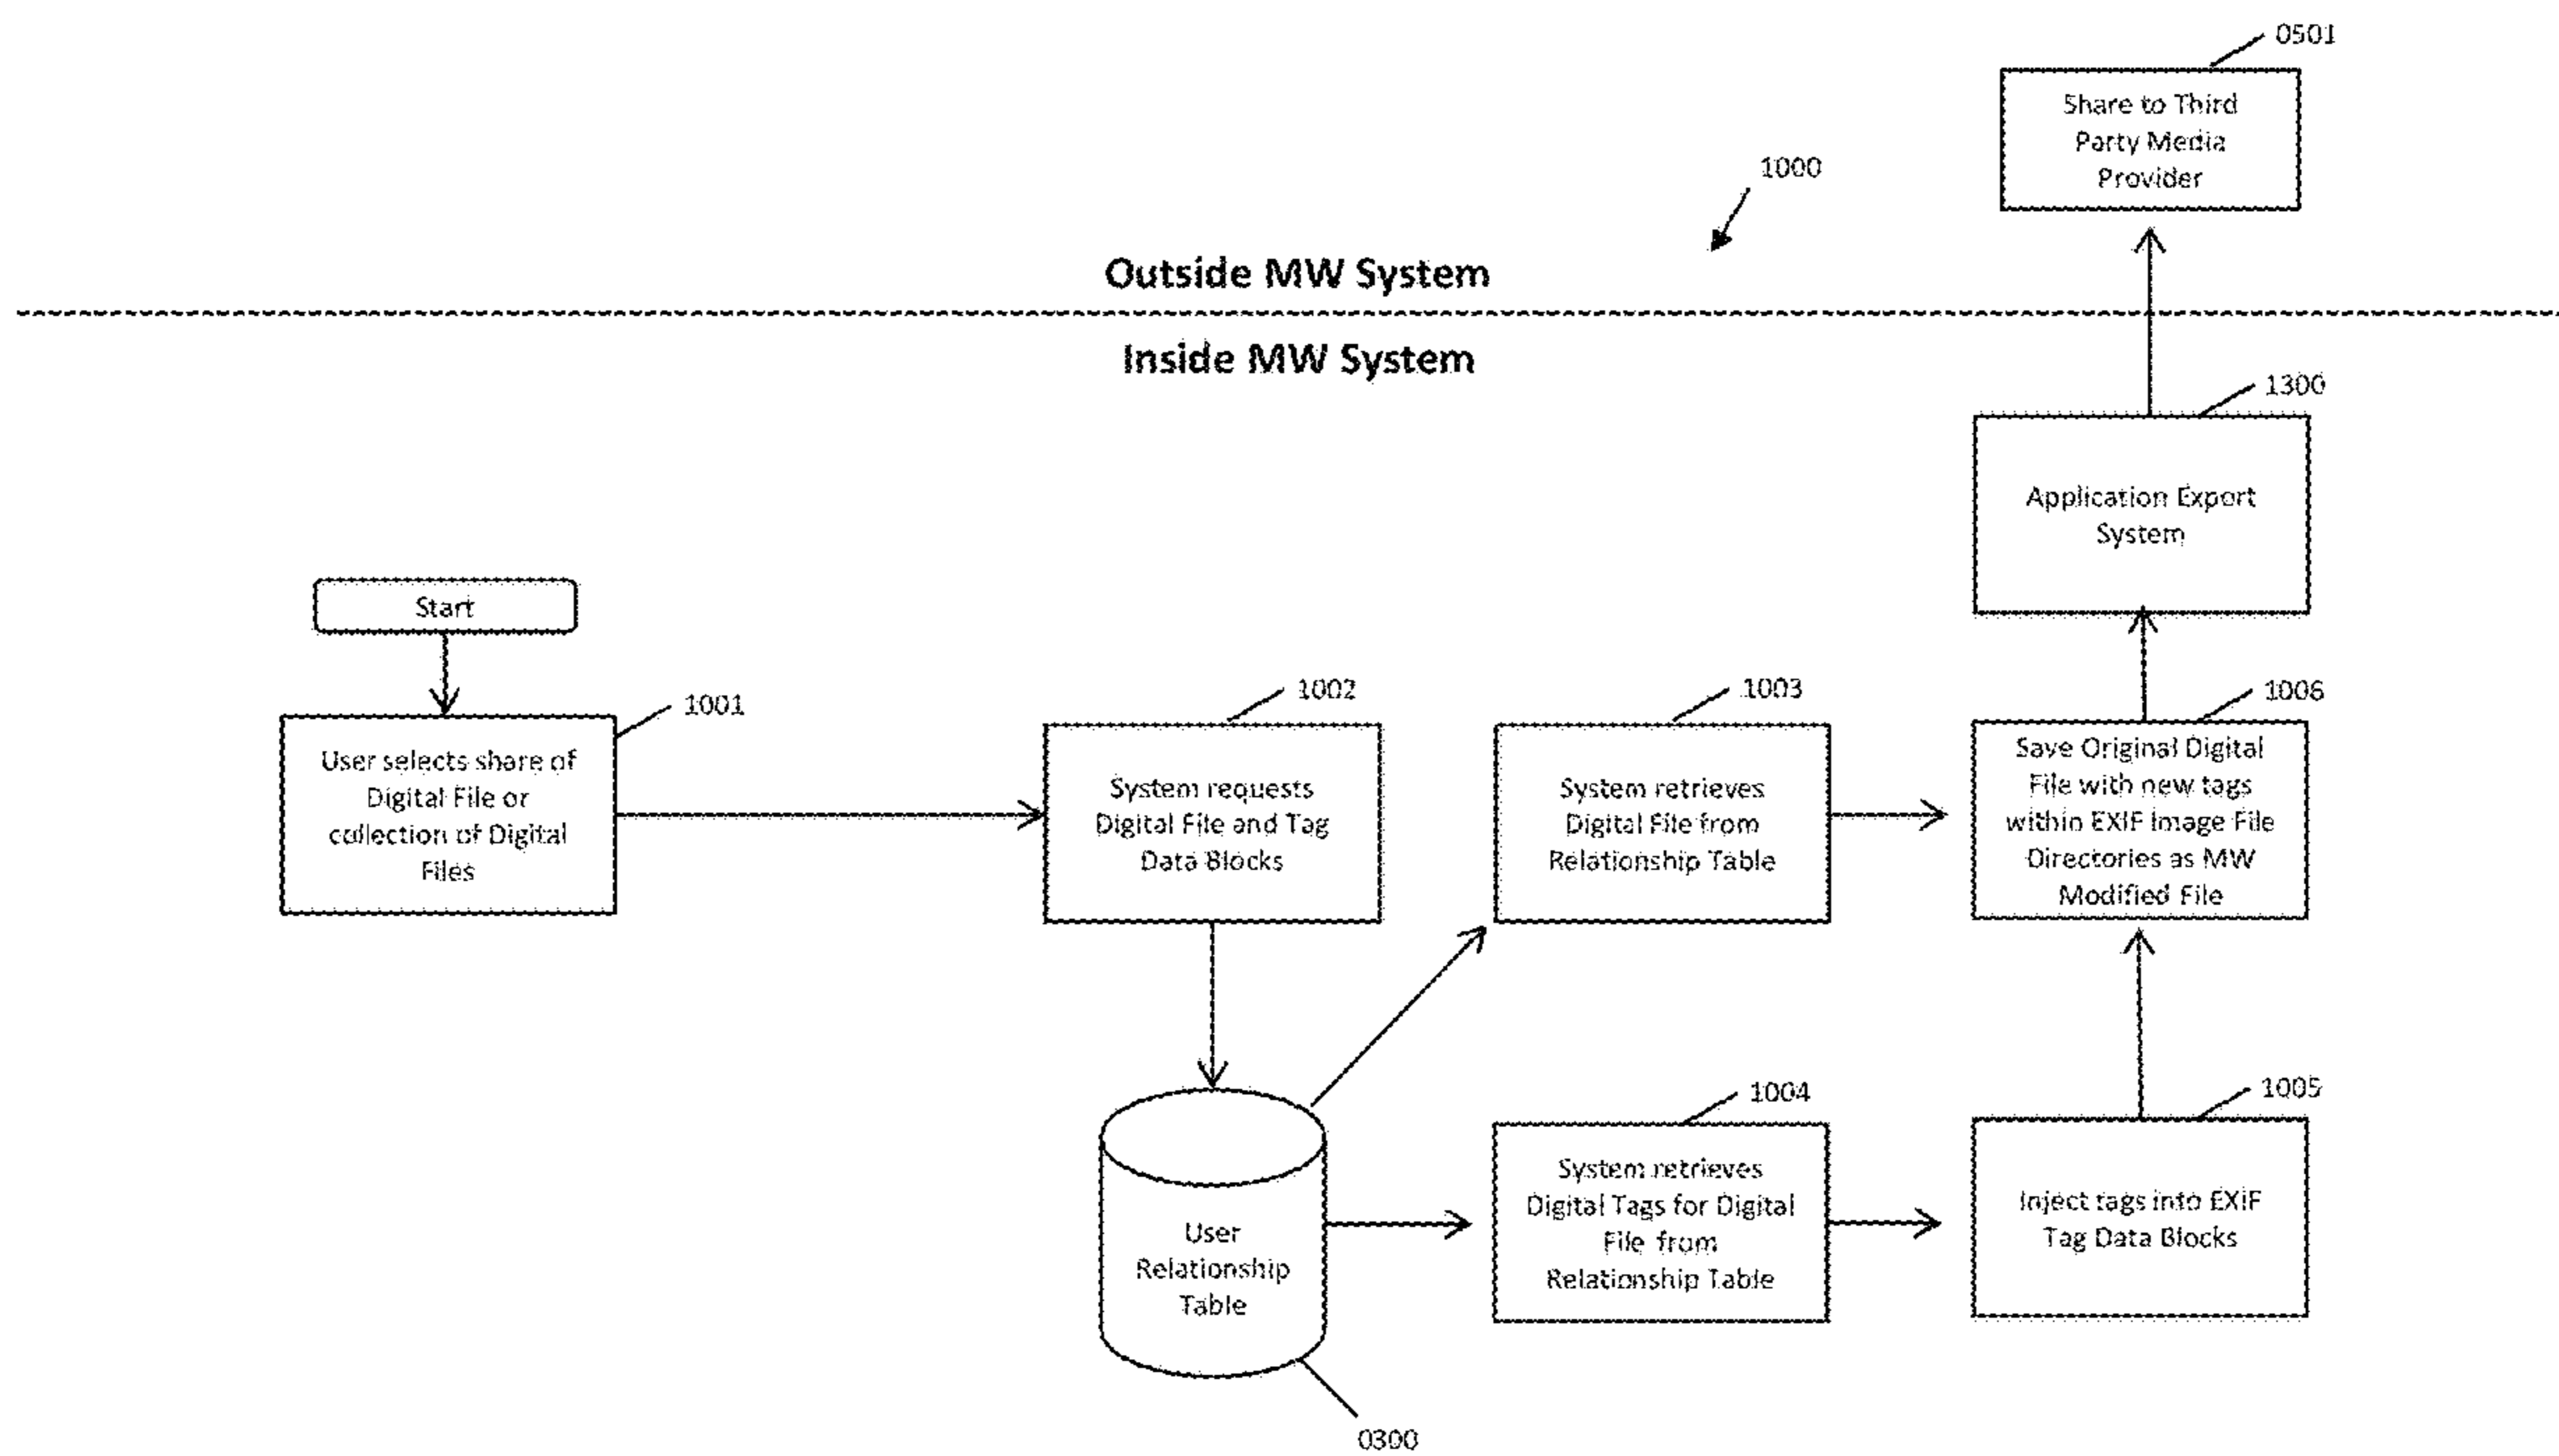 0501
Share to Third
Party Media
Provider
1000
Outside MW System
Inside MW System
1300
Application Export
System
Start
1001
User selects share of
Digital File or
collection of Digital
Files
1002
System requests
Digital File and Tag
Data Blocks
1003
System retrieves
Digital File from
Relationship Table
1006
Save Original Digital
File with new tags
within EXIF Image File
Directories as MW
Modified File
User
Relationship
Table
0300
1004
System retrieves
Digital Tags for Digital
File from
Relationship Table
1005
Inject tags into EXIF
Tag Data Blocks